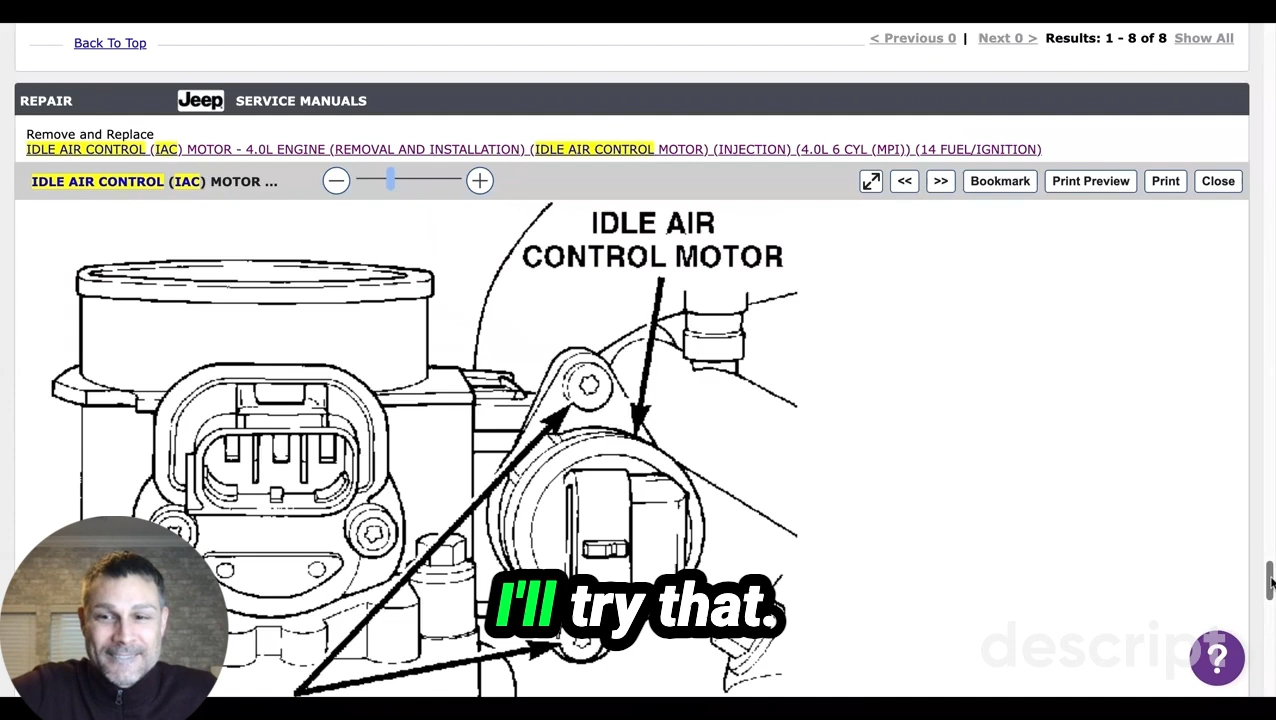 Back To Top
< Previous 0 | Next 0 > Results: 1 - 8 of 8 Show All
REPAIR Jeep SERVICE MANUALS
Remove and Replace
IDLE AIR CONTROL (IAC) MOTOR - 4.0L ENGINE (REMOVAL AND INSTALLATION) (IDLE AIR CONTROL MOTOR) (INJECTION) (4.0L 6 CYL (MPI)) (14 FUEL/IGNITION)
IDLE AIR CONTROL (IAC) MOTOR ... << >> Bookmark Print Preview Print Close
IDLE AIR
CONTROL MOTOR
I'll try that.
descript
?